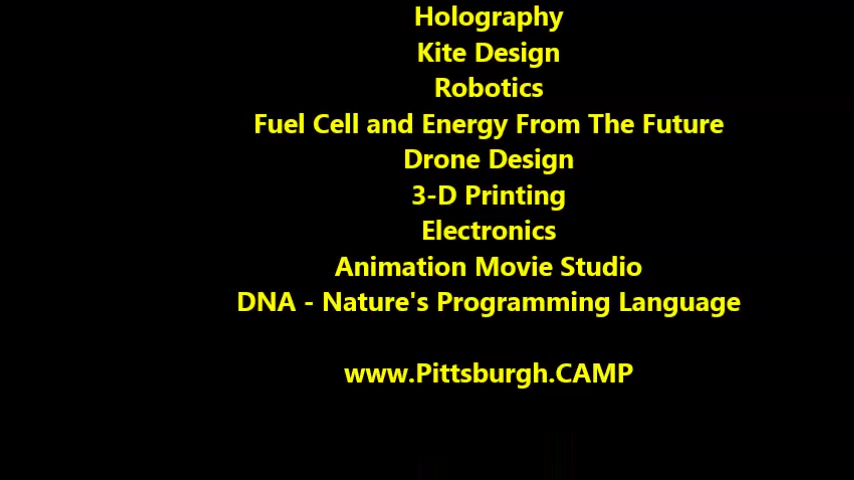 Holography
Kite Design
Robotics
Fuel Cell and Energy From The Future
Drone Design
3-D Printing
Electronics
Animation Movie Studio
DNA - Nature's Programming Language
www.Pittsburgh.CAMP